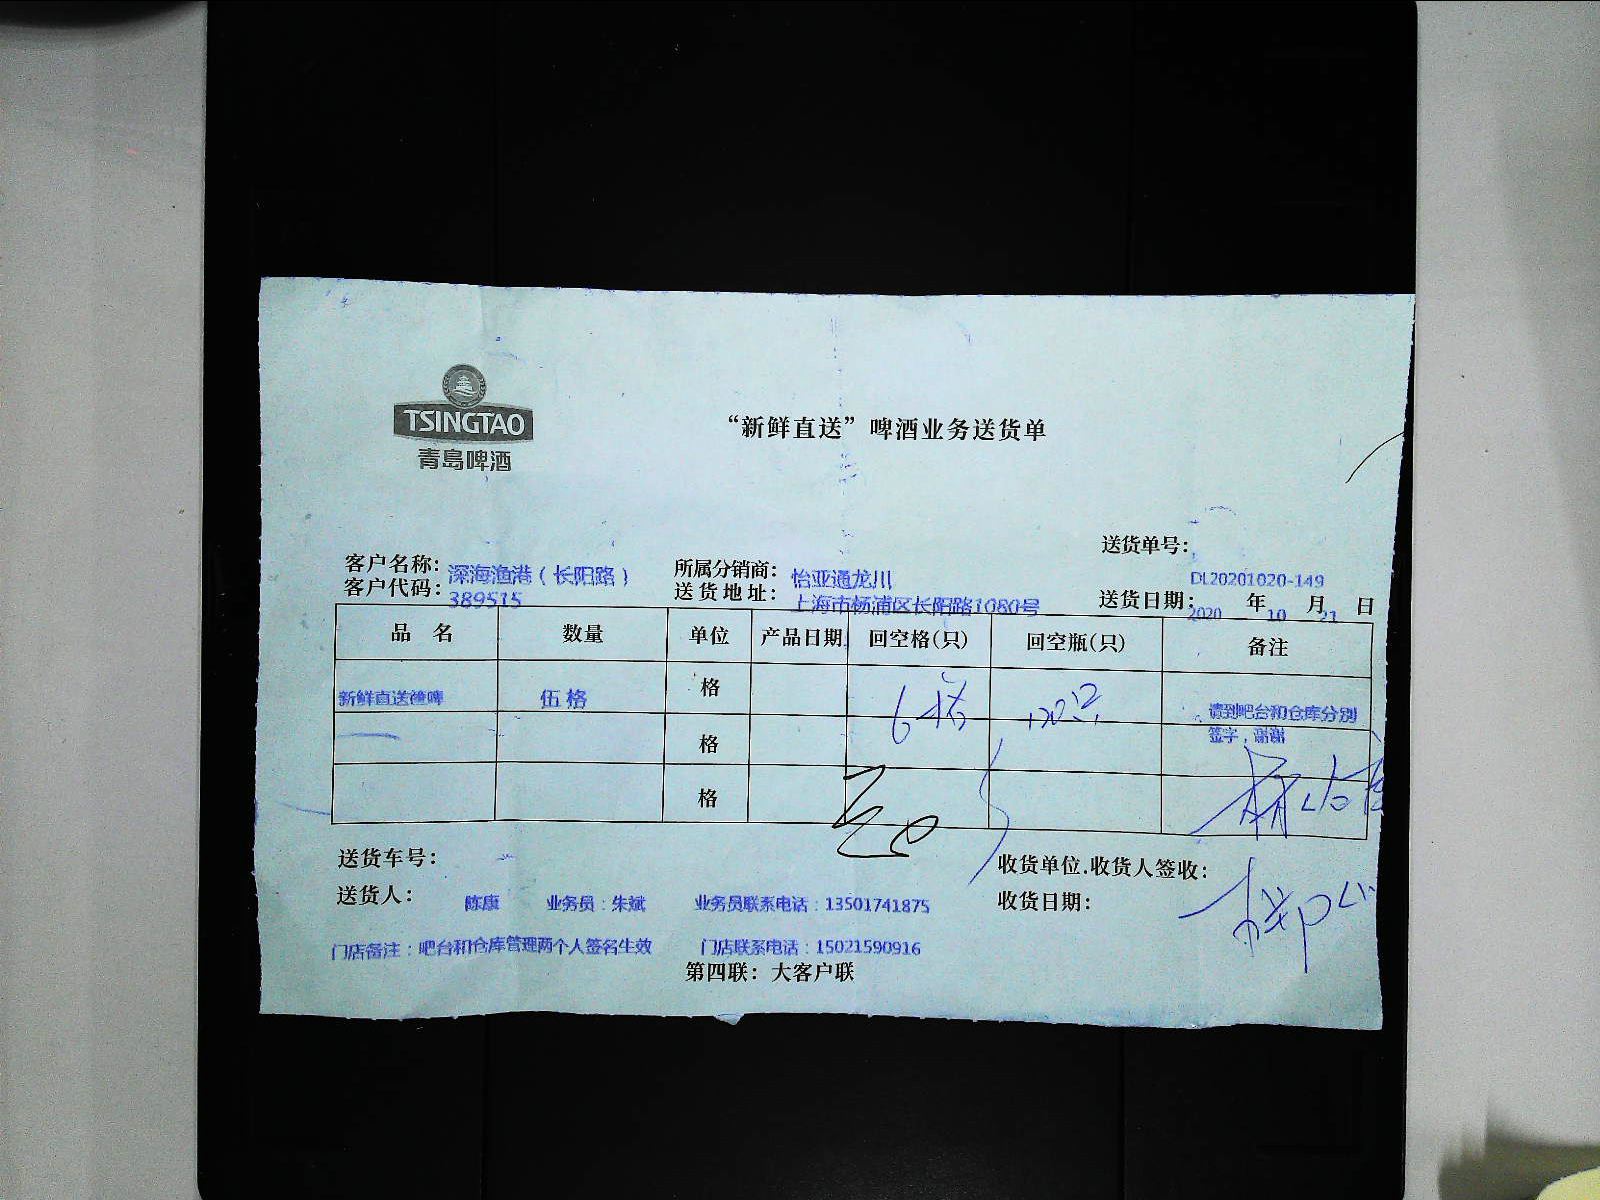 TSINGTAO
青岛啤酒
“新鲜直送”啤酒业务送货单
送货单号： DL20201020-149
客户名称：深海渔港（长阳路） 所属分销商：怡亚通龙川
客户代码：389515 送货地址：上海市杨浦区长阳路1080号 送货日期：2020 年 10 月 21 日
品 名 数量 单位 产品日期 回空格(只) 回空瓶(只) 备注
新鲜直送罐啤 伍格 格 6格 请到吧台和仓库分别
签字，谢谢
格
格
送货车号： 收货单位.收货人签收：
送货人： 陈康 业务员：朱斌 业务员联系电话：13501741875 收货日期：
门店备注：吧台和仓库管理两个人签名生效 门店联系电话：15021590916
第四联：大客户联